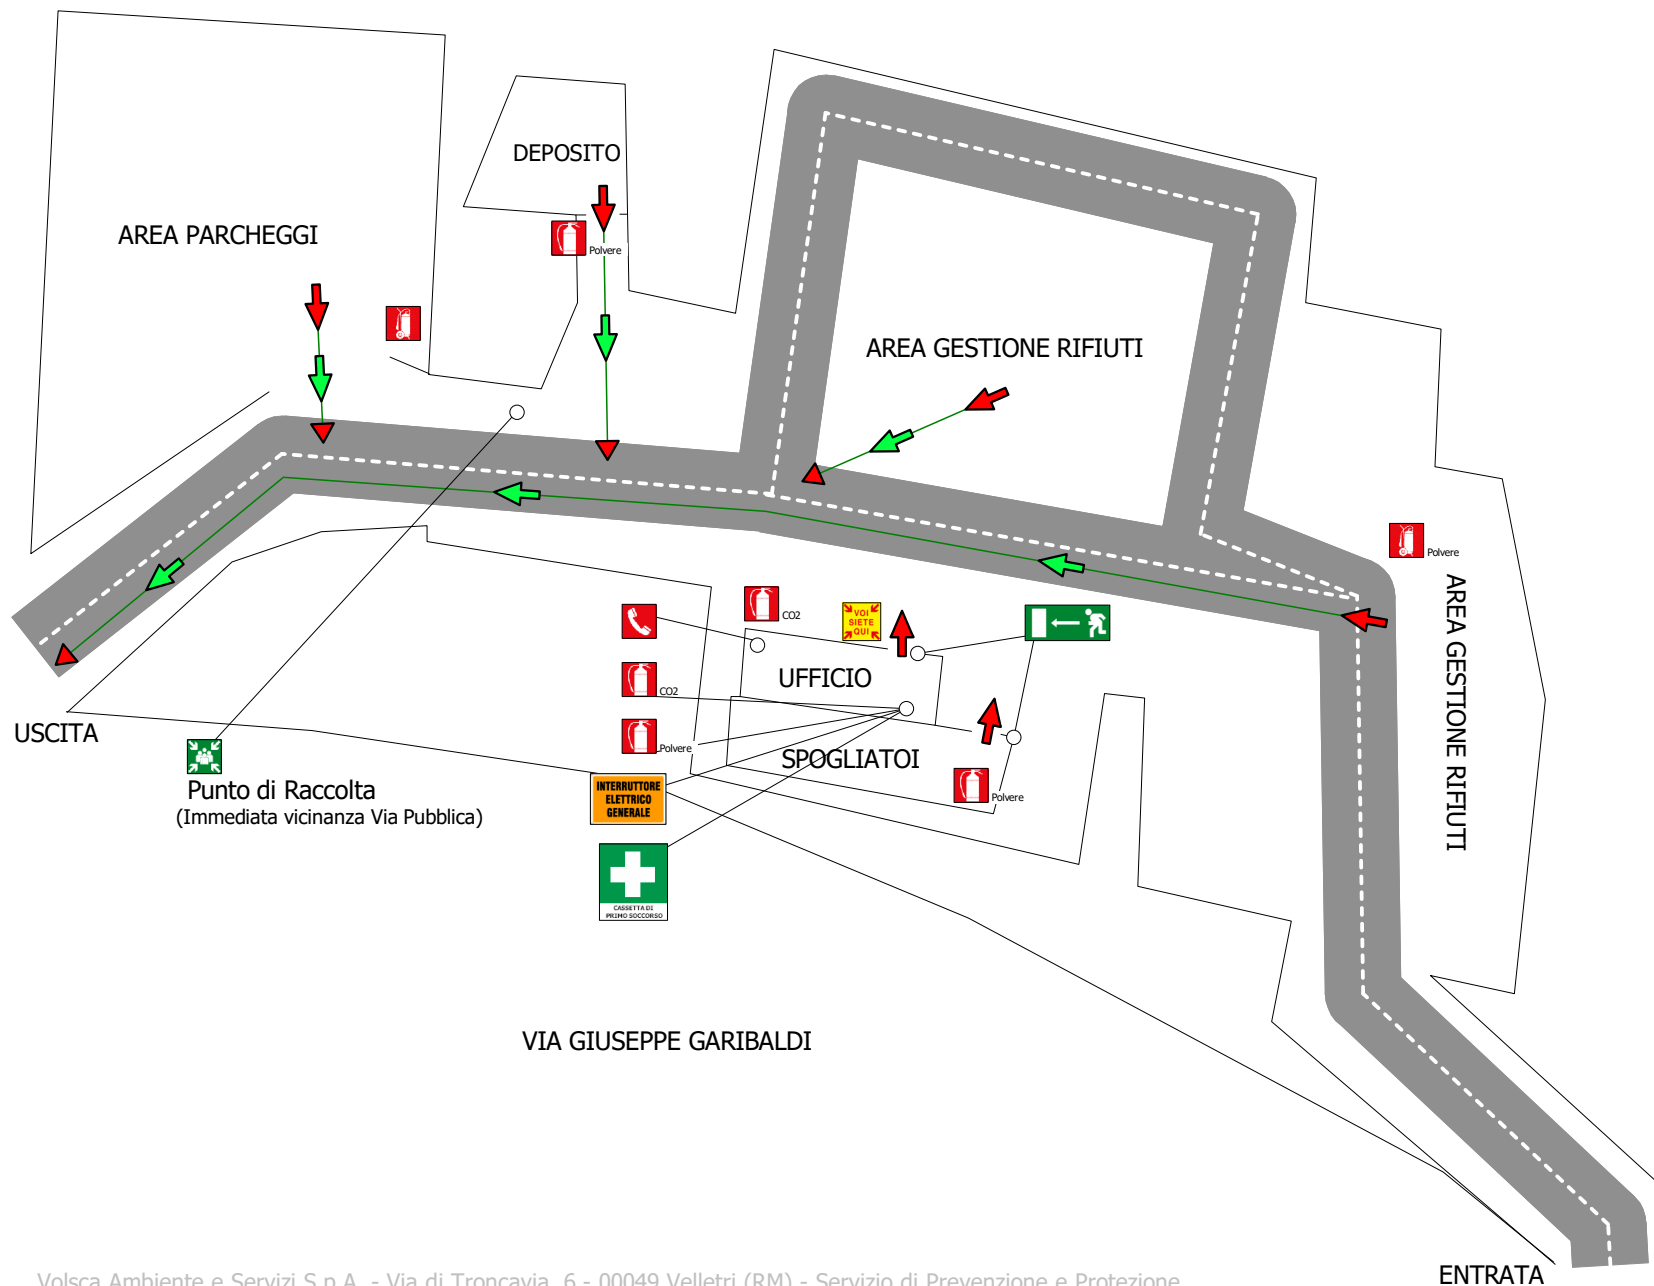 DEPOSITO
AREA PARCHEGGI
Polvere
AREA GESTIONE RIFIUTI
Polvere
AREA GESTIONE RIFIUTI
CO2
VOI
SIETE
QUI
UFFICIO
CO2
Polvere
SPOGLIATOI
Polvere
INTERRUTTORE
ELETTRICO
GENERALE
CASSETTA DI
PRIMO SOCCORSO
USCITA
Punto di Raccolta
(Immediata vicinanza Via Pubblica)
VIA GIUSEPPE GARIBALDI
ENTRATA
Volsca Ambiente e Servizi S.p.A. - Via di Troncavia, 6 - 00049 Velletri (RM) - Servizio di Prevenzione e Protezione